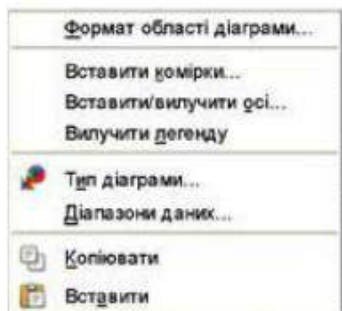 Формат області діаграми...
Вставити комірки...
Вставити/вилучити осі...
Вилучити легенду
Тип діаграми...
Діапазони даних...
Копіювати
Вставити